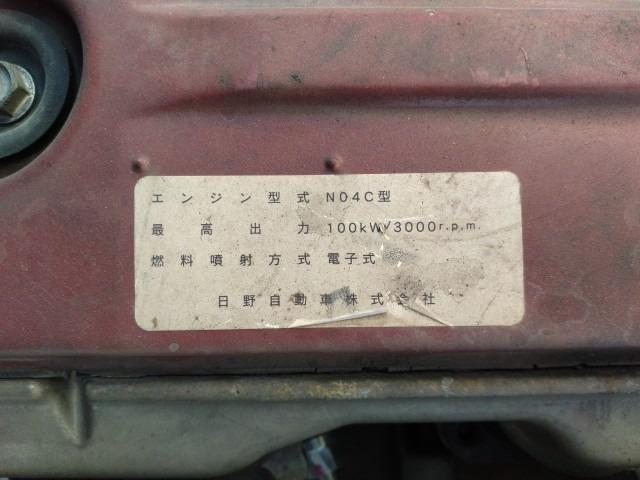 エンジン型式 N04C型
最高出力 100kW/3000r.p.m.
燃料噴射方式 電子式
日野自動車株式会社